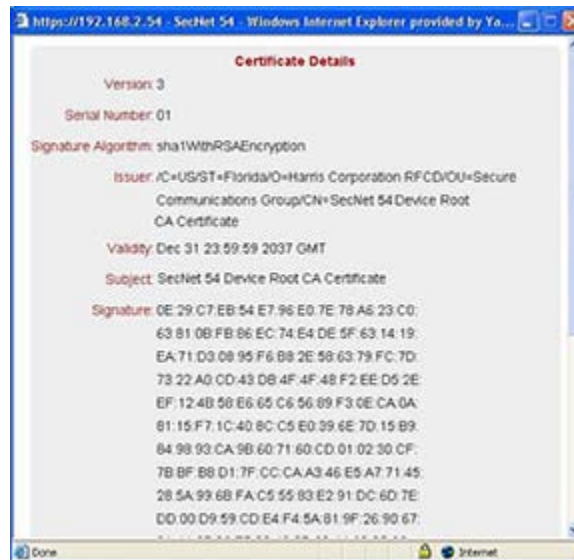 https://192.168.2.54 - SecNet 54 - Windows Internet Explorer provided by Ya...
Certificate Details
Version: 3
Serial Number: 01
Signature Algorithm: sha1WithRSAEncryption
Issuer: /C=US/ST=Florida/O=Harris Corporation RFCD/OU=Secure
Communications Group/CN=SecNet 54 Device Root
CA Certificate
Validity: Dec 31 23:59:59 2037 GMT
Subject: SecNet 54 Device Root CA Certificate
Signature: 0E:29:C7:EB:54:E7:96:E0:7E:78:A6:23:C0:
63:81:0B:FB:86:EC:74:E4:DE:5F:63:14:19:
EA:71:D3:08:95:F6:B8:2E:58:63:79:FC:7D:
73:22:A0:CD:43:DB:4F:4F:48:F2:EE:D5:2E:
EF:12:4B:58:E6:65:C6:56:89:F3:0E:CA:0A:
81:15:F7:1C:40:8C:C5:E0:39:6E:7D:15:B9:
84:98:93:CA:9B:60:71:60:CD:01:02:30:CF:
7B:BF:B8:D1:7F:CC:CA:A3:46:E5:A7:71:45:
28:5A:99:6B:FA:C5:55:83:E2:91:DC:6D:7E:
DD:00:D9:59:CD:E4:F4:5A:81:9F:26:90:67:
Done
Internet